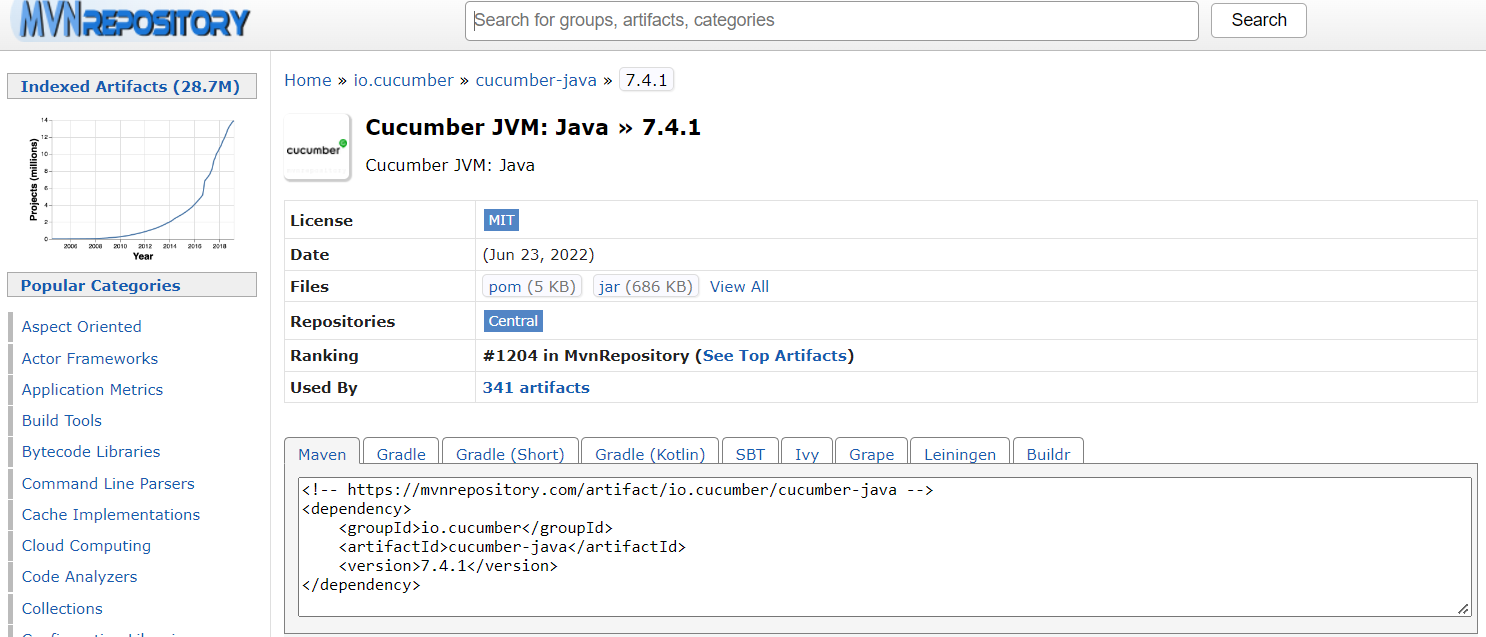 MVNREPOSITORY
Search for groups, artifacts, categories
Search
Indexed Artifacts (28.7M)
Projects (millions)
14
12
10
8
6
4
2
0
2006 2008 2010 2012 2014 2016 2018
Year
Popular Categories
Aspect Oriented
Actor Frameworks
Application Metrics
Build Tools
Bytecode Libraries
Command Line Parsers
Cache Implementations
Cloud Computing
Code Analyzers
Collections
Home » io.cucumber » cucumber-java » 7.4.1
cucumber
Cucumber JVM: Java » 7.4.1
Cucumber JVM: Java
License MIT
Date (Jun 23, 2022)
Files pom (5 KB) jar (686 KB) View All
Repositories Central
Ranking #1204 in MvnRepository (See Top Artifacts)
Used By 341 artifacts
Maven Gradle Gradle (Short) Gradle (Kotlin) SBT Ivy Grape Leiningen Buildr
<!-- https://mvnrepository.com/artifact/io.cucumber/cucumber-java -->
<dependency>
    <groupId>io.cucumber</groupId>
    <artifactId>cucumber-java</artifactId>
    <version>7.4.1</version>
</dependency>